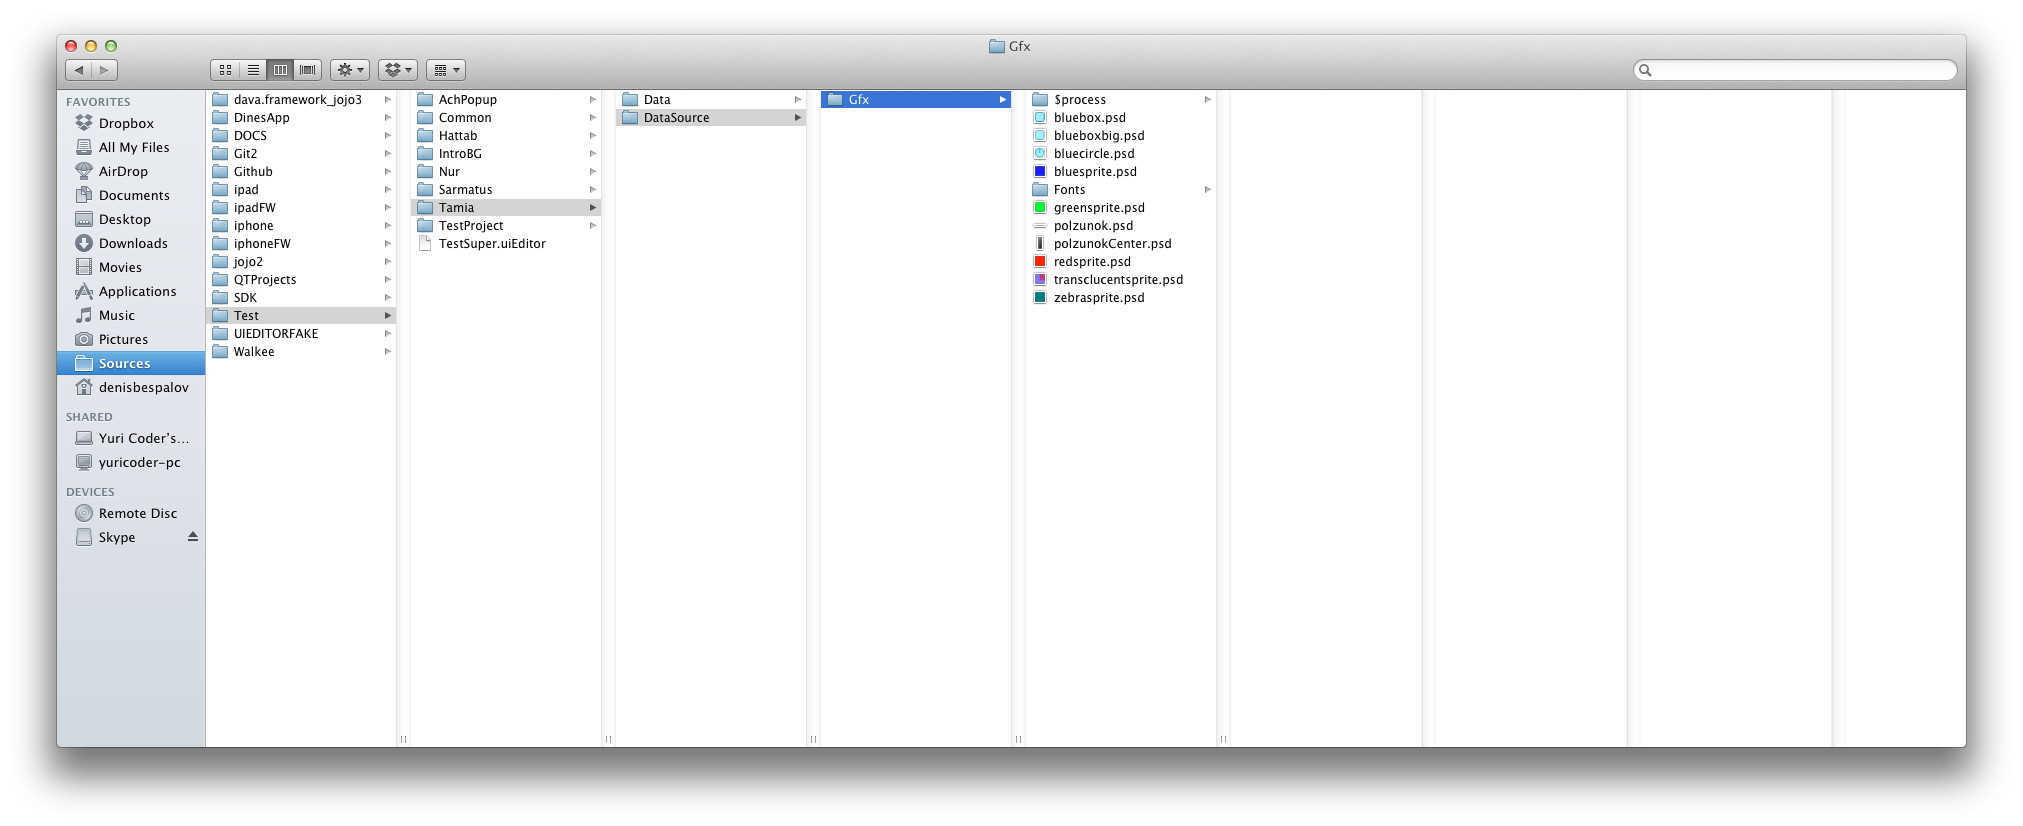 Gfx
FAVORITES
Dropbox
All My Files
AirDrop
Documents
Desktop
Downloads
Movies
Applications
Music
Pictures
Sources
denisbespalov
SHARED
Yuri Coder's...
yuricoder-pc
DEVICES
Remote Disc
Skype
dava.framework_jojo3
DinesApp
DOCS
Git2
Github
ipad
ipadFW
iphone
iphoneFW
jojo2
QTProjects
SDK
Test
UIEDITORFAKE
Walkee
AchPopup
Common
Hattab
IntroBG
Nur
Sarmatus
Tamia
TestProject
TestSuper.uiEditor
Data
DataSource
Gfx
$process
bluebox.psd
blueboxbig.psd
bluecircle.psd
bluesprite.psd
Fonts
greensprite.psd
polzunok.psd
polzunokCenter.psd
redsprite.psd
transclucentsprite.psd
zebrasprite.psd